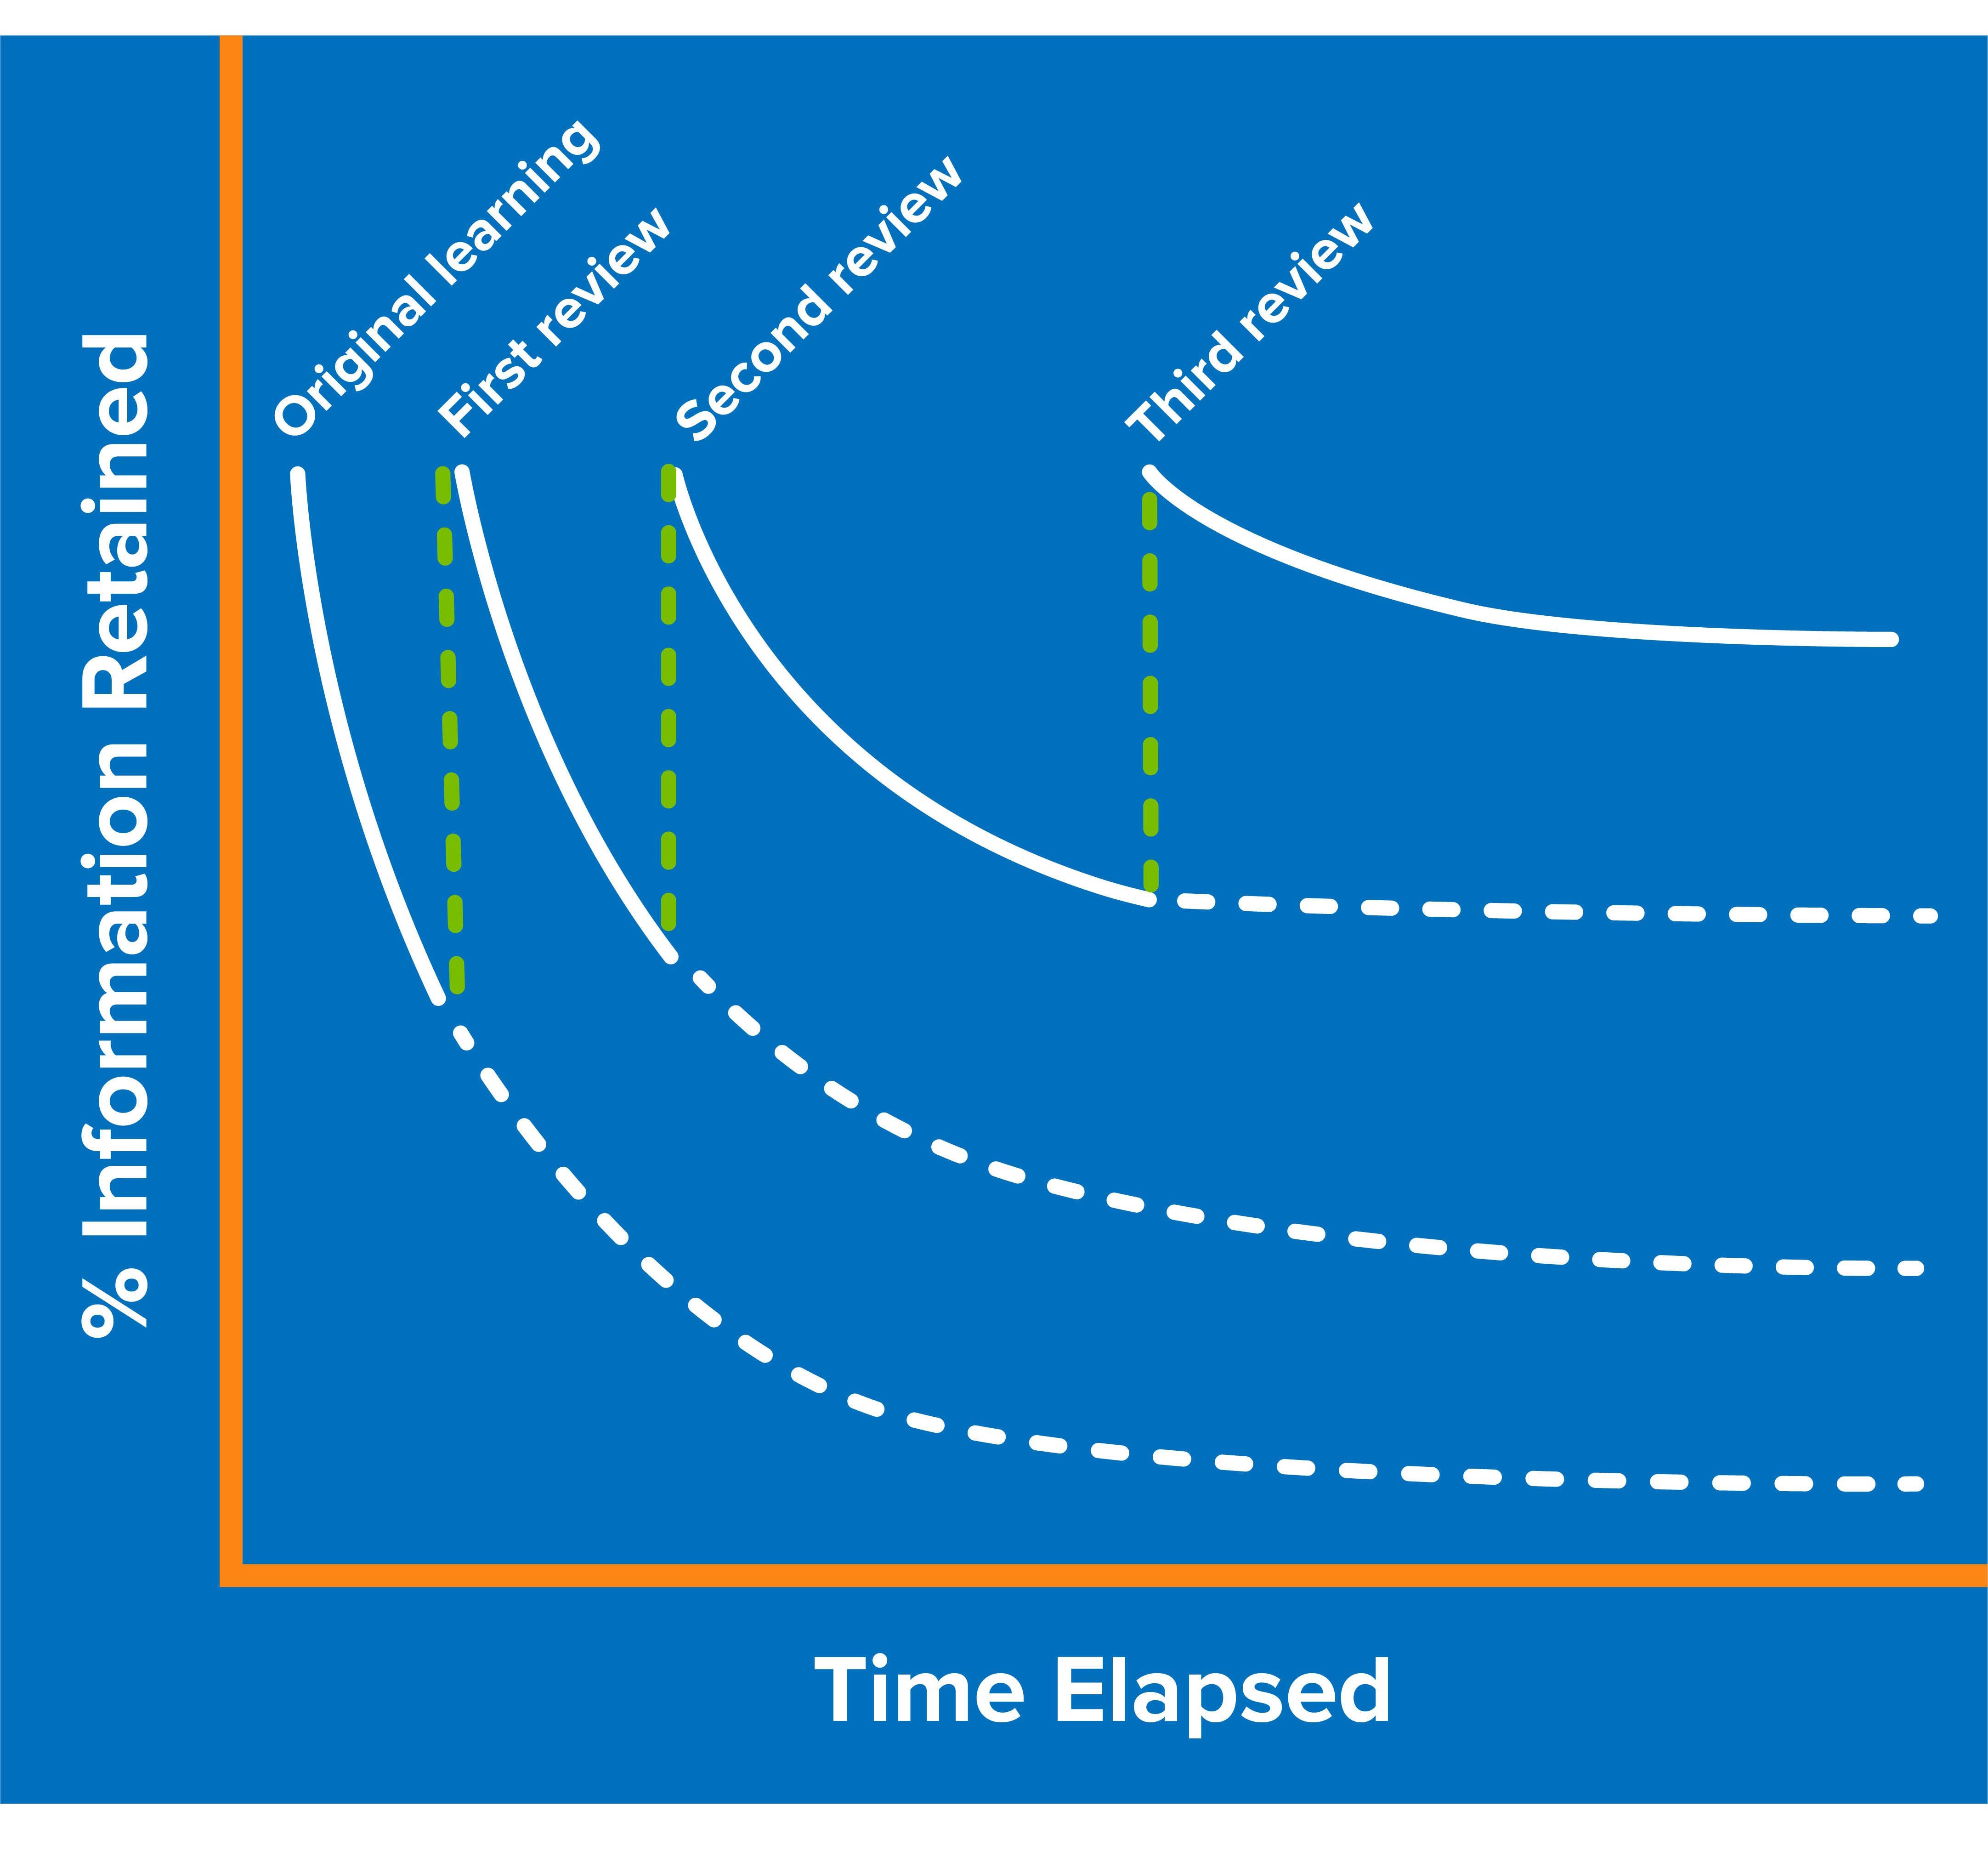 % Information Retained
Original learning
First review
Second review
Third review
Time Elapsed